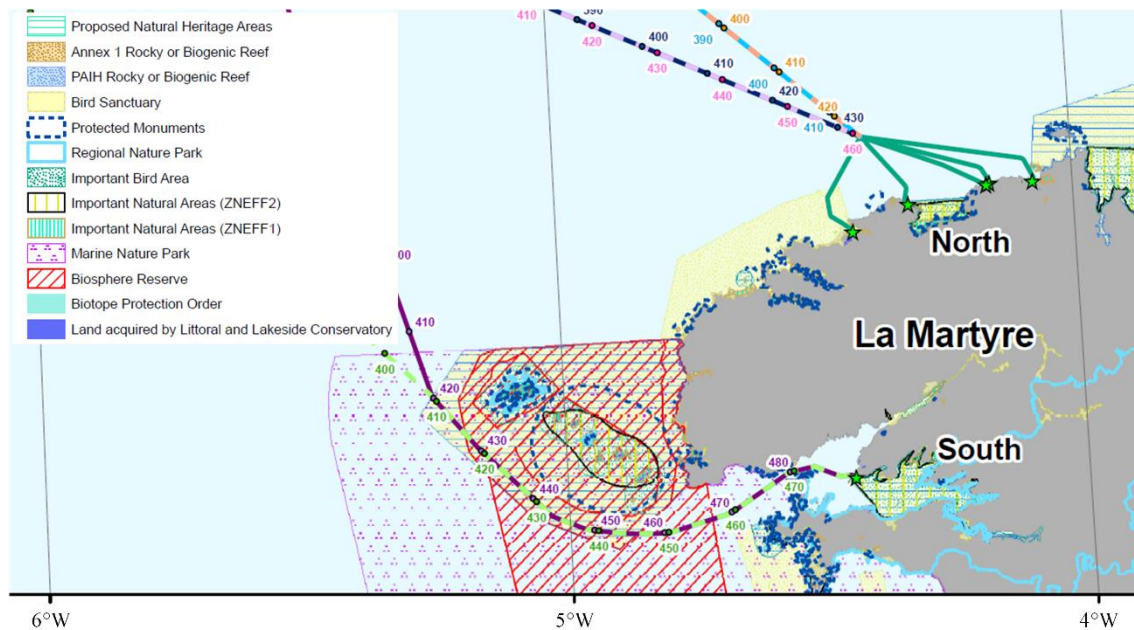 Proposed Natural Heritage Areas
Annex 1 Rocky or Biogenic Reef
PAIH Rocky or Biogenic Reef
Bird Sanctuary
Protected Monuments
Regional Nature Park
Important Bird Area
Important Natural Areas (ZNEFF2)
Important Natural Areas (ZNEFF1)
Marine Nature Park
Biosphere Reserve
Biotope Protection Order
Land acquired by Littoral and Lakeside Conservatory
410
390
420
400
430
410
440
400
420
450
410
430
460
400
390
410
420
North
La Martyre
South
00
410
400
420
410
430
420
440
430
450
440
460
450
470
460
480
470
6°W
5°W
4°W